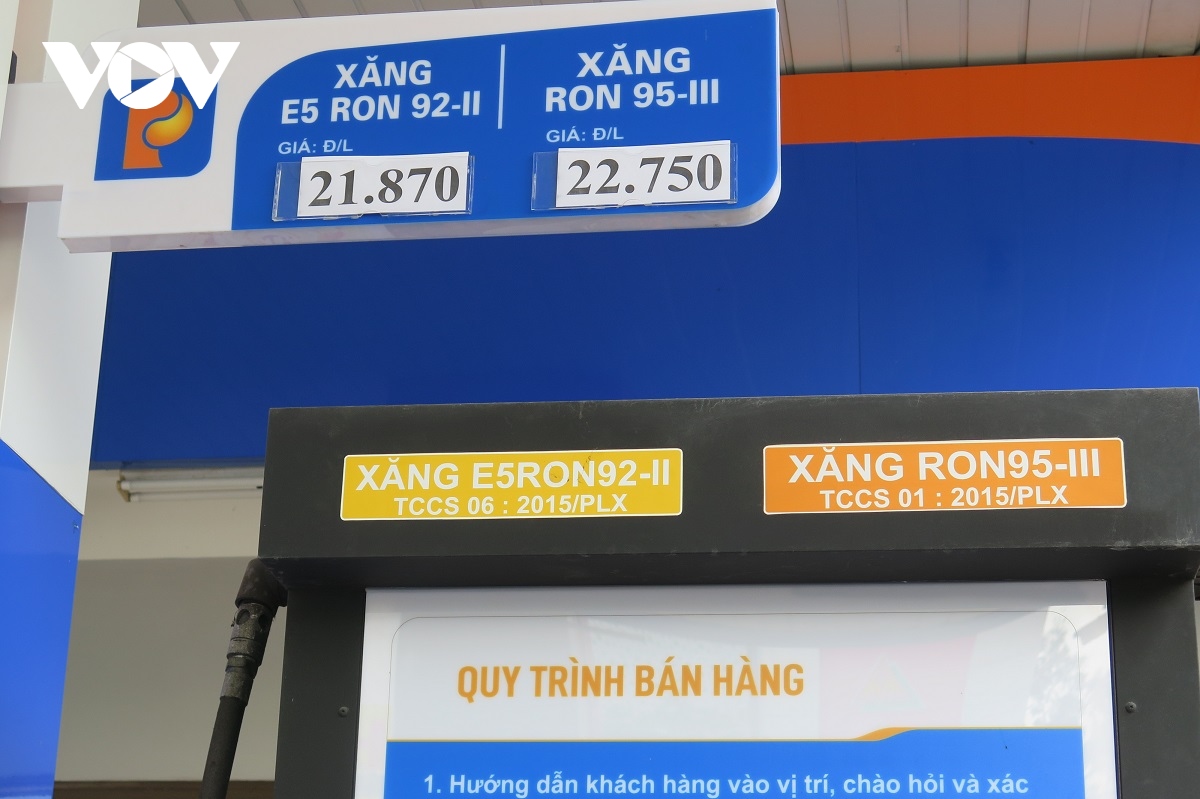 VOV
XĂNG
E5 RON 92-II
GIÁ: Đ/L
21.870
XĂNG
RON 95-III
GIÁ: Đ/L
22.750
XĂNG E5RON92-II
TCCS 06 : 2015/PLX
XĂNG RON95-III
TCCS 01 : 2015/PLX
QUY TRÌNH BÁN HÀNG
1. Hướng dẫn khách hàng vào vị trí, chào hỏi và xác